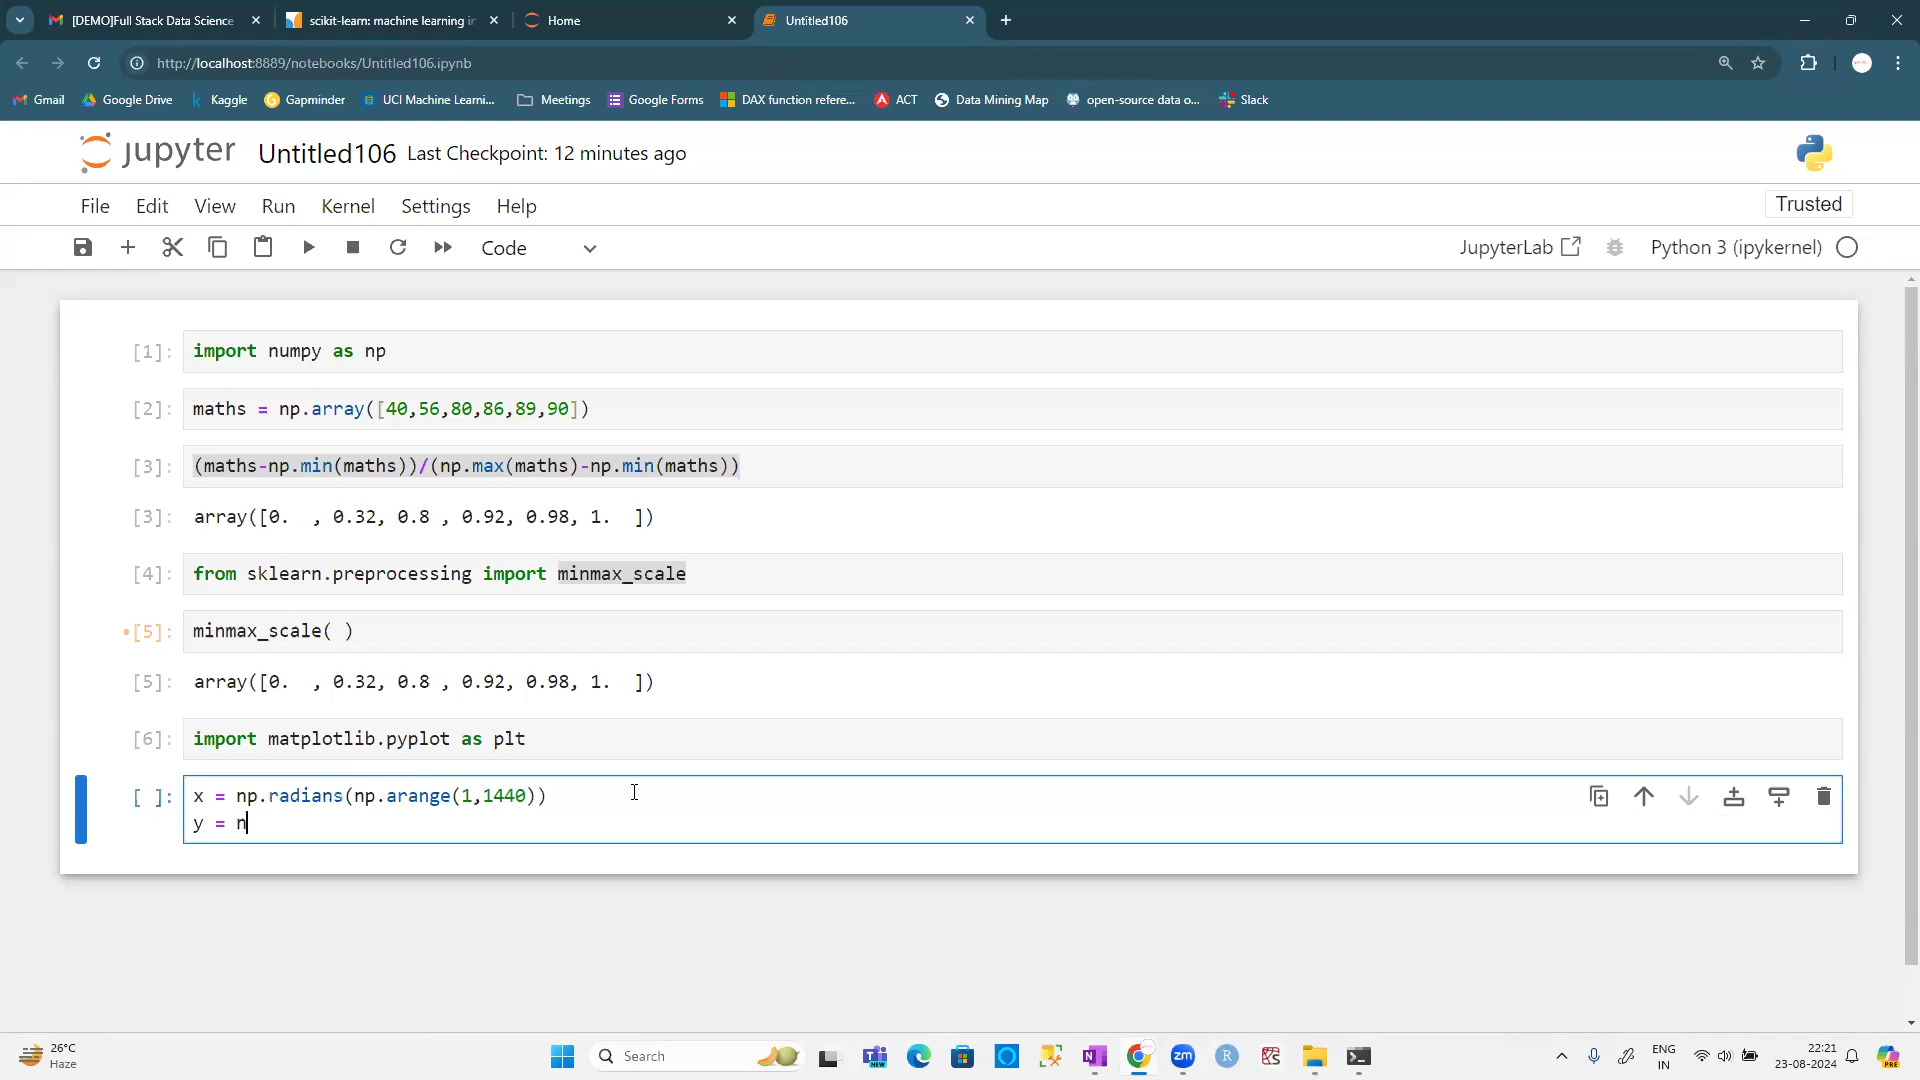 [DEMO]Full Stack Data Science
scikit-learn: machine learning in
Home
Untitled106
http://localhost:8889/notebooks/Untitled106.ipynb
Gmail
Google Drive
Kaggle
Gapminder
UCI Machine Learni...
Meetings
Google Forms
DAX function refere...
ACT
Data Mining Map
open-source data o...
Slack
jupyter
Untitled106
Last Checkpoint: 12 minutes ago
File
Edit
View
Run
Kernel
Settings
Help
Trusted
Code
JupyterLab
Python 3 (ipykernel)
[1]: import numpy as np
[2]: maths = np.array([40,56,80,86,89,90])
[3]: (maths-np.min(maths))/(np.max(maths)-np.min(maths))
[3]: array([0.  , 0.32, 0.8 , 0.92, 0.98, 1.  ])
[4]: from sklearn.preprocessing import minmax_scale
[5]: minmax_scale( )
[5]: array([0.  , 0.32, 0.8 , 0.92, 0.98, 1.  ])
[6]: import matplotlib.pyplot as plt
[ ]: x = np.radians(np.arange(1,1440))
y = n
26°C
Haze
Search
zm
R
ENG
IN
22:21
23-08-2024